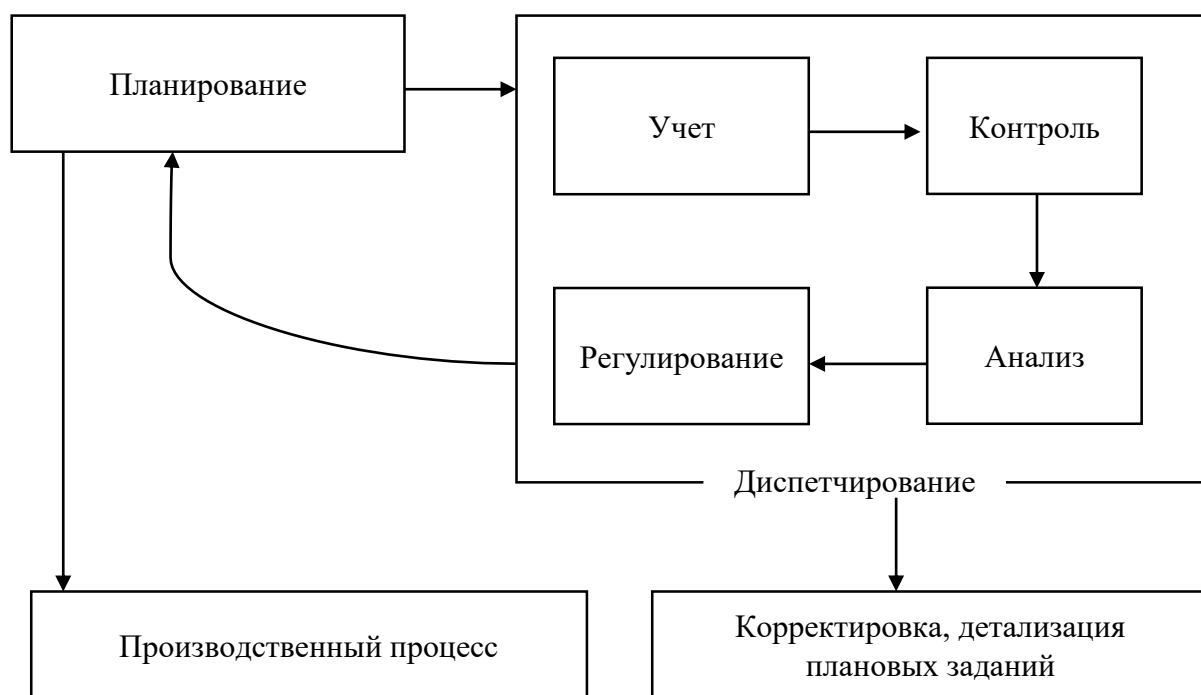 Планирование
Учет
Контроль
Регулирование
Анализ
Диспетчирование
Производственный процесс
Корректировка, детализация
плановых заданий